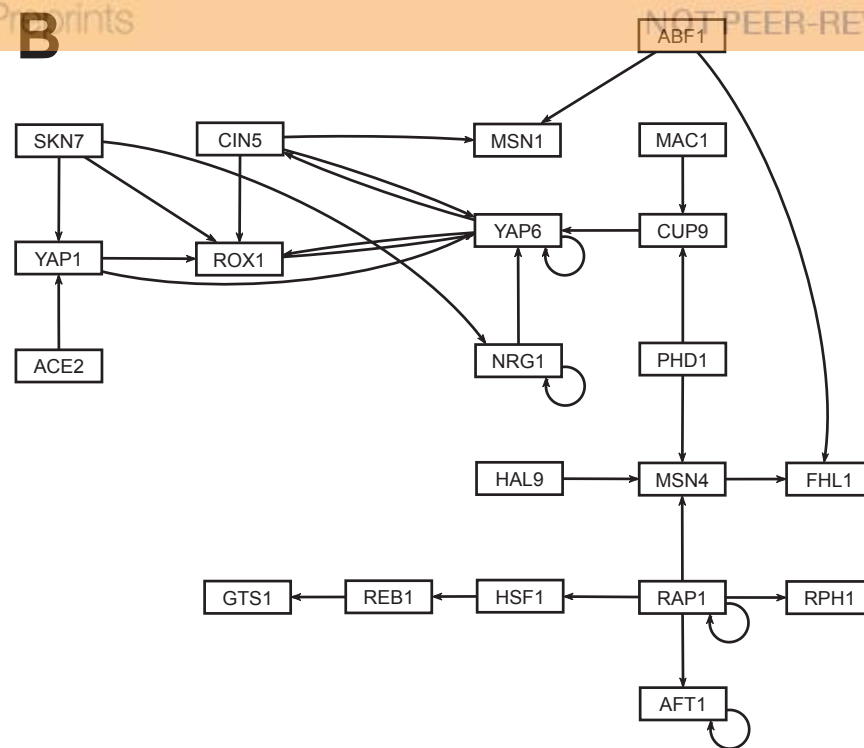 Preprints
NOT PEER-RE
B
ABF1
SKN7
CIN5
MSN1
MAC1
YAP6
CUP9
YAP1
ROX1
NRG1
PHD1
ACE2
HAL9
MSN4
FHL1
GTS1
REB1
HSF1
RAP1
RPH1
AFT1